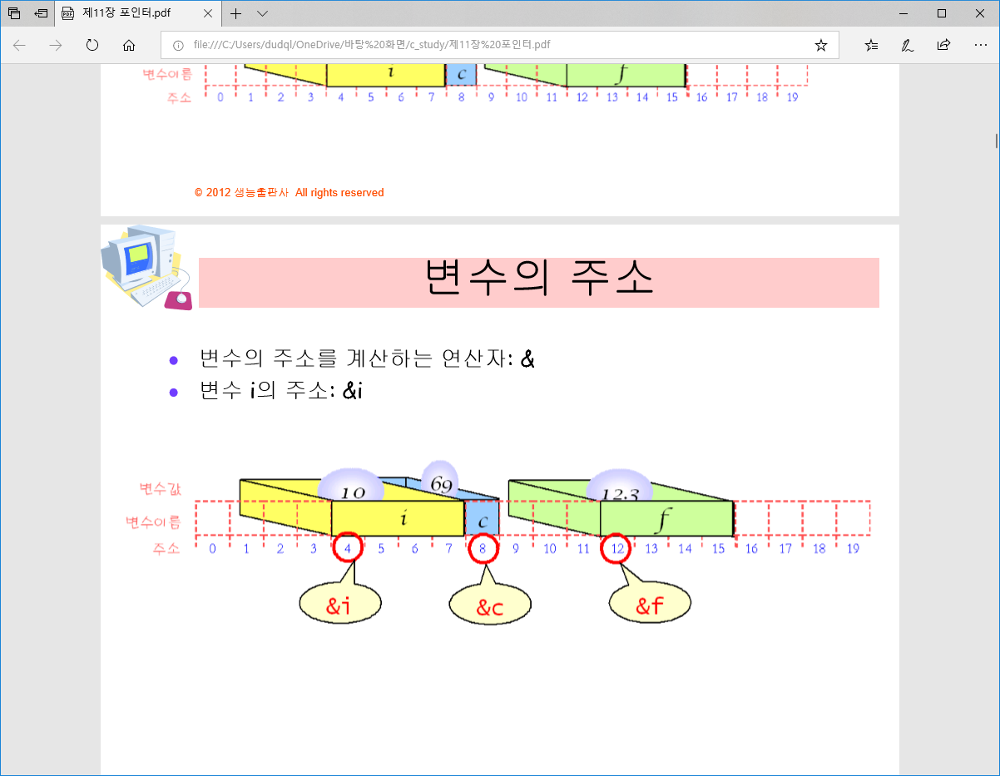 제11장 포인터.pdf
file:///C:/Users/dudql/OneDrive/바탕%20화면/c_study/제11장%20포인터.pdf
변수이름 i c f
주소 0 1 2 3 4 5 6 7 8 9 10 11 12 13 14 15 16 17 18 19
© 2012 생능출판사 All rights reserved
변수의 주소
• 변수의 주소를 계산하는 연산자: &
• 변수 i의 주소: &i
변수값 10 69 12.3
변수이름 i c f
주소 0 1 2 3 4 5 6 7 8 9 10 11 12 13 14 15 16 17 18 19
&i &c &f